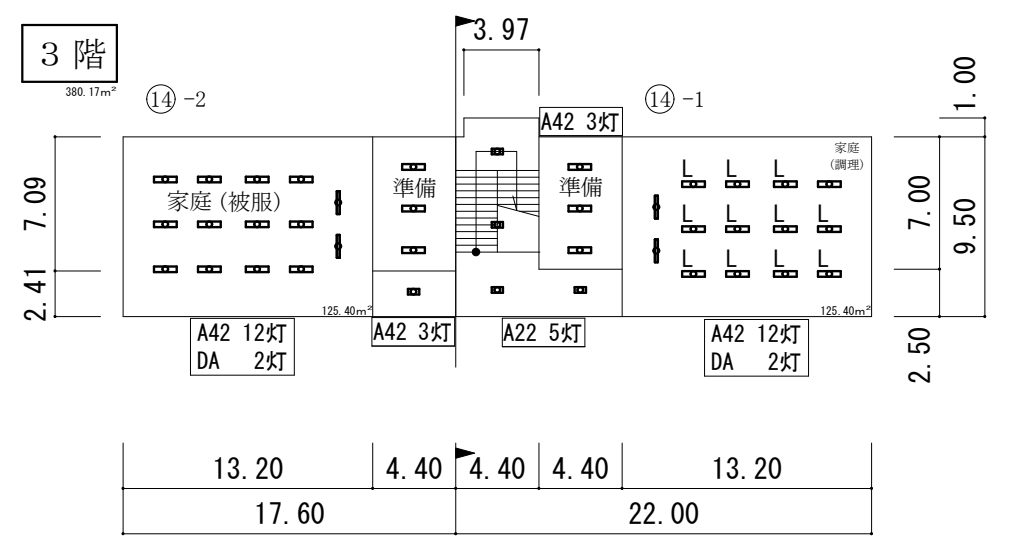 3 階
380.17m²
⑭ -2
3.97
⑭ -1
1.00
A42 3灯
家庭
(調理)
L L L
準備
準備
家庭(被服)
L L L L
L L L L
7.09
2.41
7.00
9.50
2.50
125.40m²
125.40m²
A42 12灯
DA 2灯
A42 3灯
A22 5灯
A42 12灯
DA 2灯
13.20 4.40 4.40 4.40 13.20
17.60 22.00